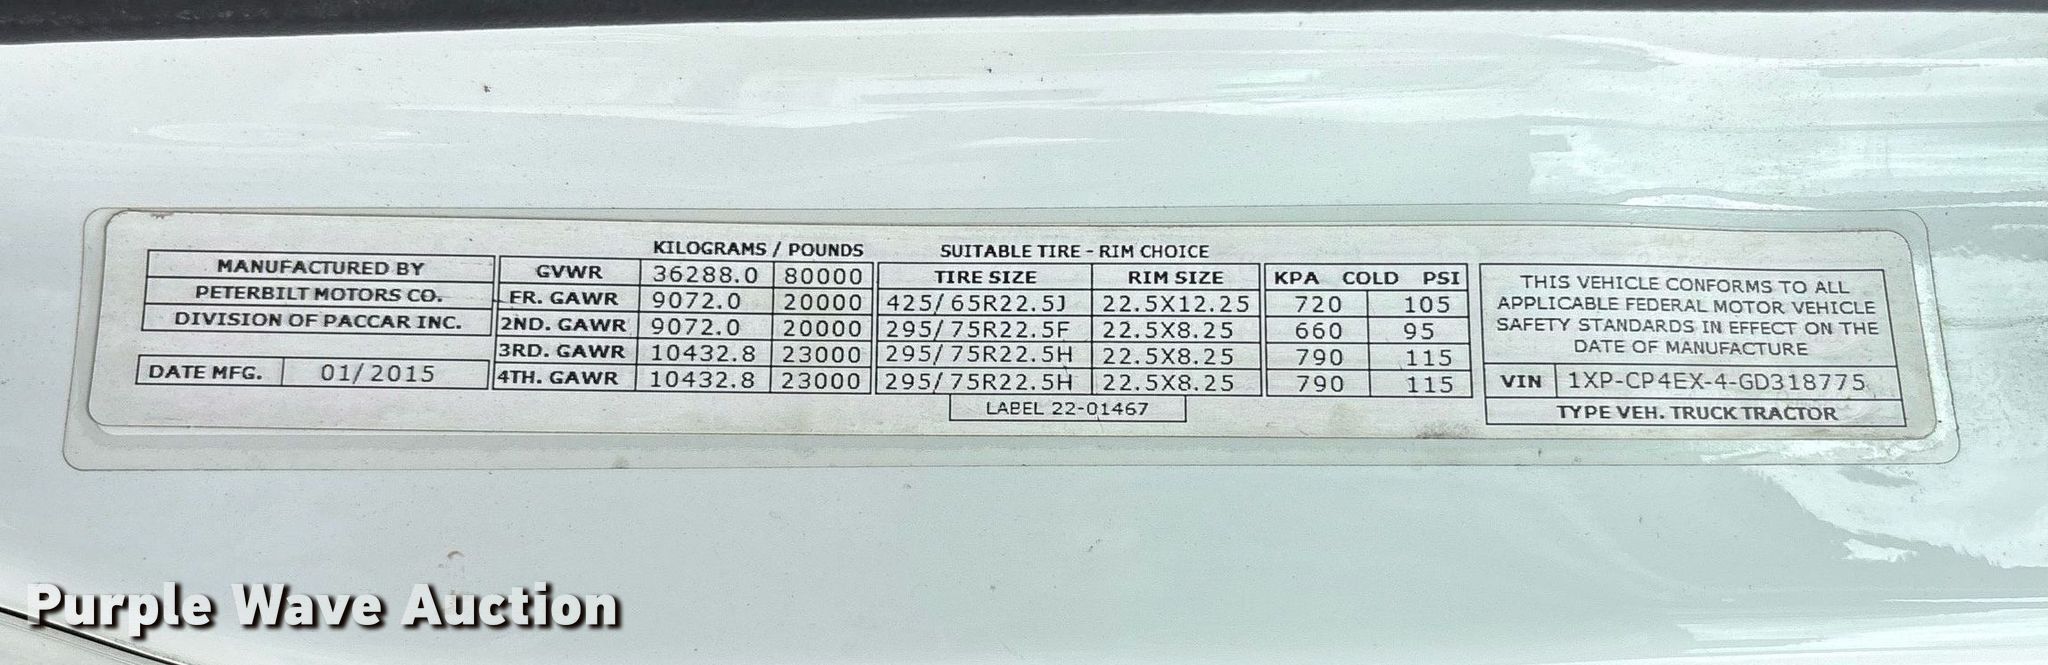 KILOGRAMS / POUNDS SUITABLE TIRE - RIM CHOICE
MANUFACTURED BY
PETERBILT MOTORS CO.
DIVISION OF PACCAR INC.
DATE MFG. 01/2015
GVWR 36288.0 80000 TIRE SIZE RIM SIZE KPA COLD PSI
FR. GAWR 9072.0 20000 425/65R22.5J 22.5X12.25 720 105
2ND. GAWR 9072.0 20000 295/75R22.5F 22.5X8.25 660 95
3RD. GAWR 10432.8 23000 295/75R22.5H 22.5X8.25 790 115
4TH. GAWR 10432.8 23000 295/75R22.5H 22.5X8.25 790 115
LABEL 22-01467
THIS VEHICLE CONFORMS TO ALL
APPLICABLE FEDERAL MOTOR VEHICLE
SAFETY STANDARDS IN EFFECT ON THE
DATE OF MANUFACTURE
VIN 1XP-CP4EX-4-GD318775
TYPE VEH. TRUCK TRACTOR
Purple Wave Auction